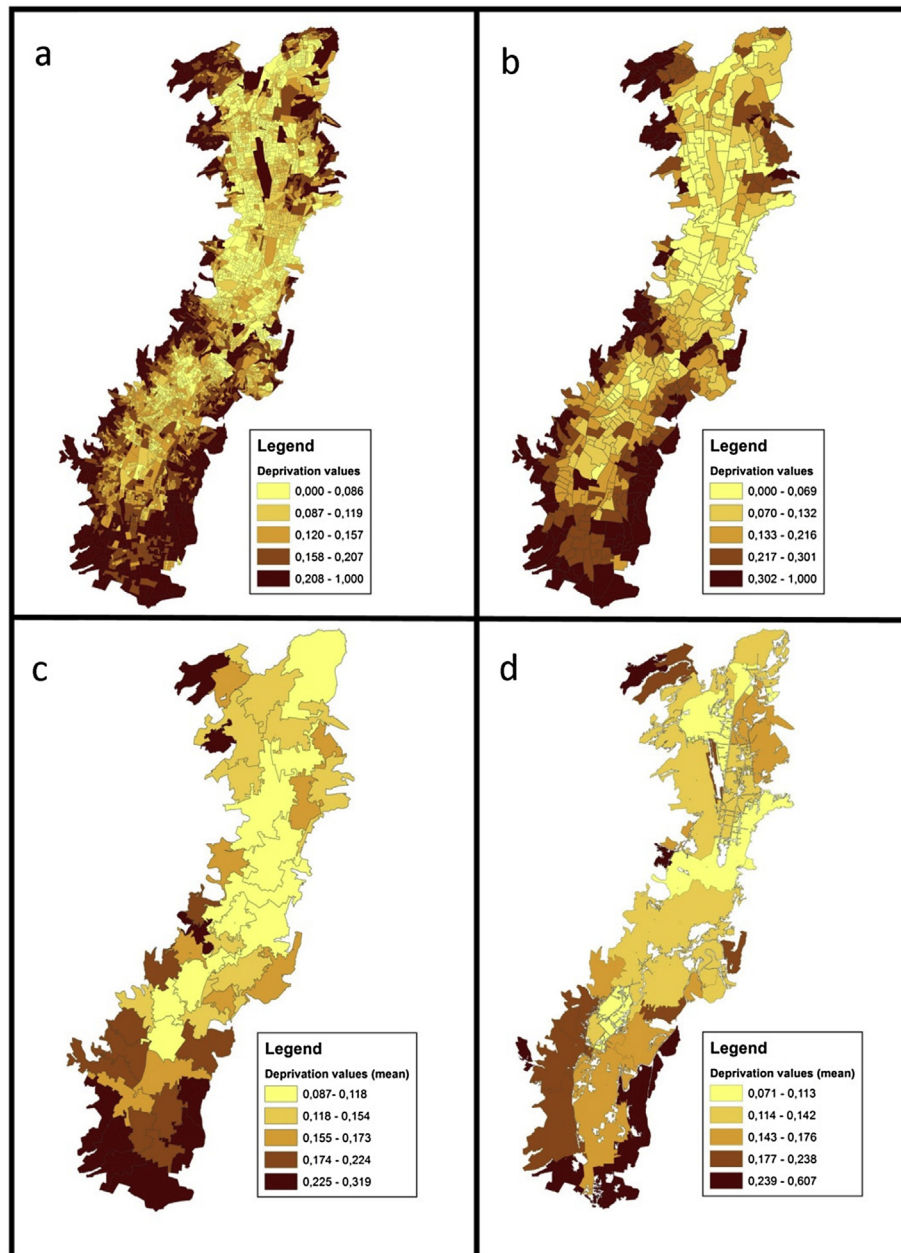 a
Legend
Deprivation values
0,000 - 0,086
0,087 - 0,119
0,120 - 0,157
0,158 - 0,207
0,208 - 1,000
b
Legend
Deprivation values
0,000 - 0,069
0,070 - 0,132
0,133 - 0,216
0,217 - 0,301
0,302 - 1,000
c
Legend
Deprivation values (mean)
0,087- 0,118
0,118 - 0,154
0,155 - 0,173
0,174 - 0,224
0,225 - 0,319
d
Legend
Deprivation values (mean)
0,071 - 0,113
0,114 - 0,142
0,143 - 0,176
0,177 - 0,238
0,239 - 0,607